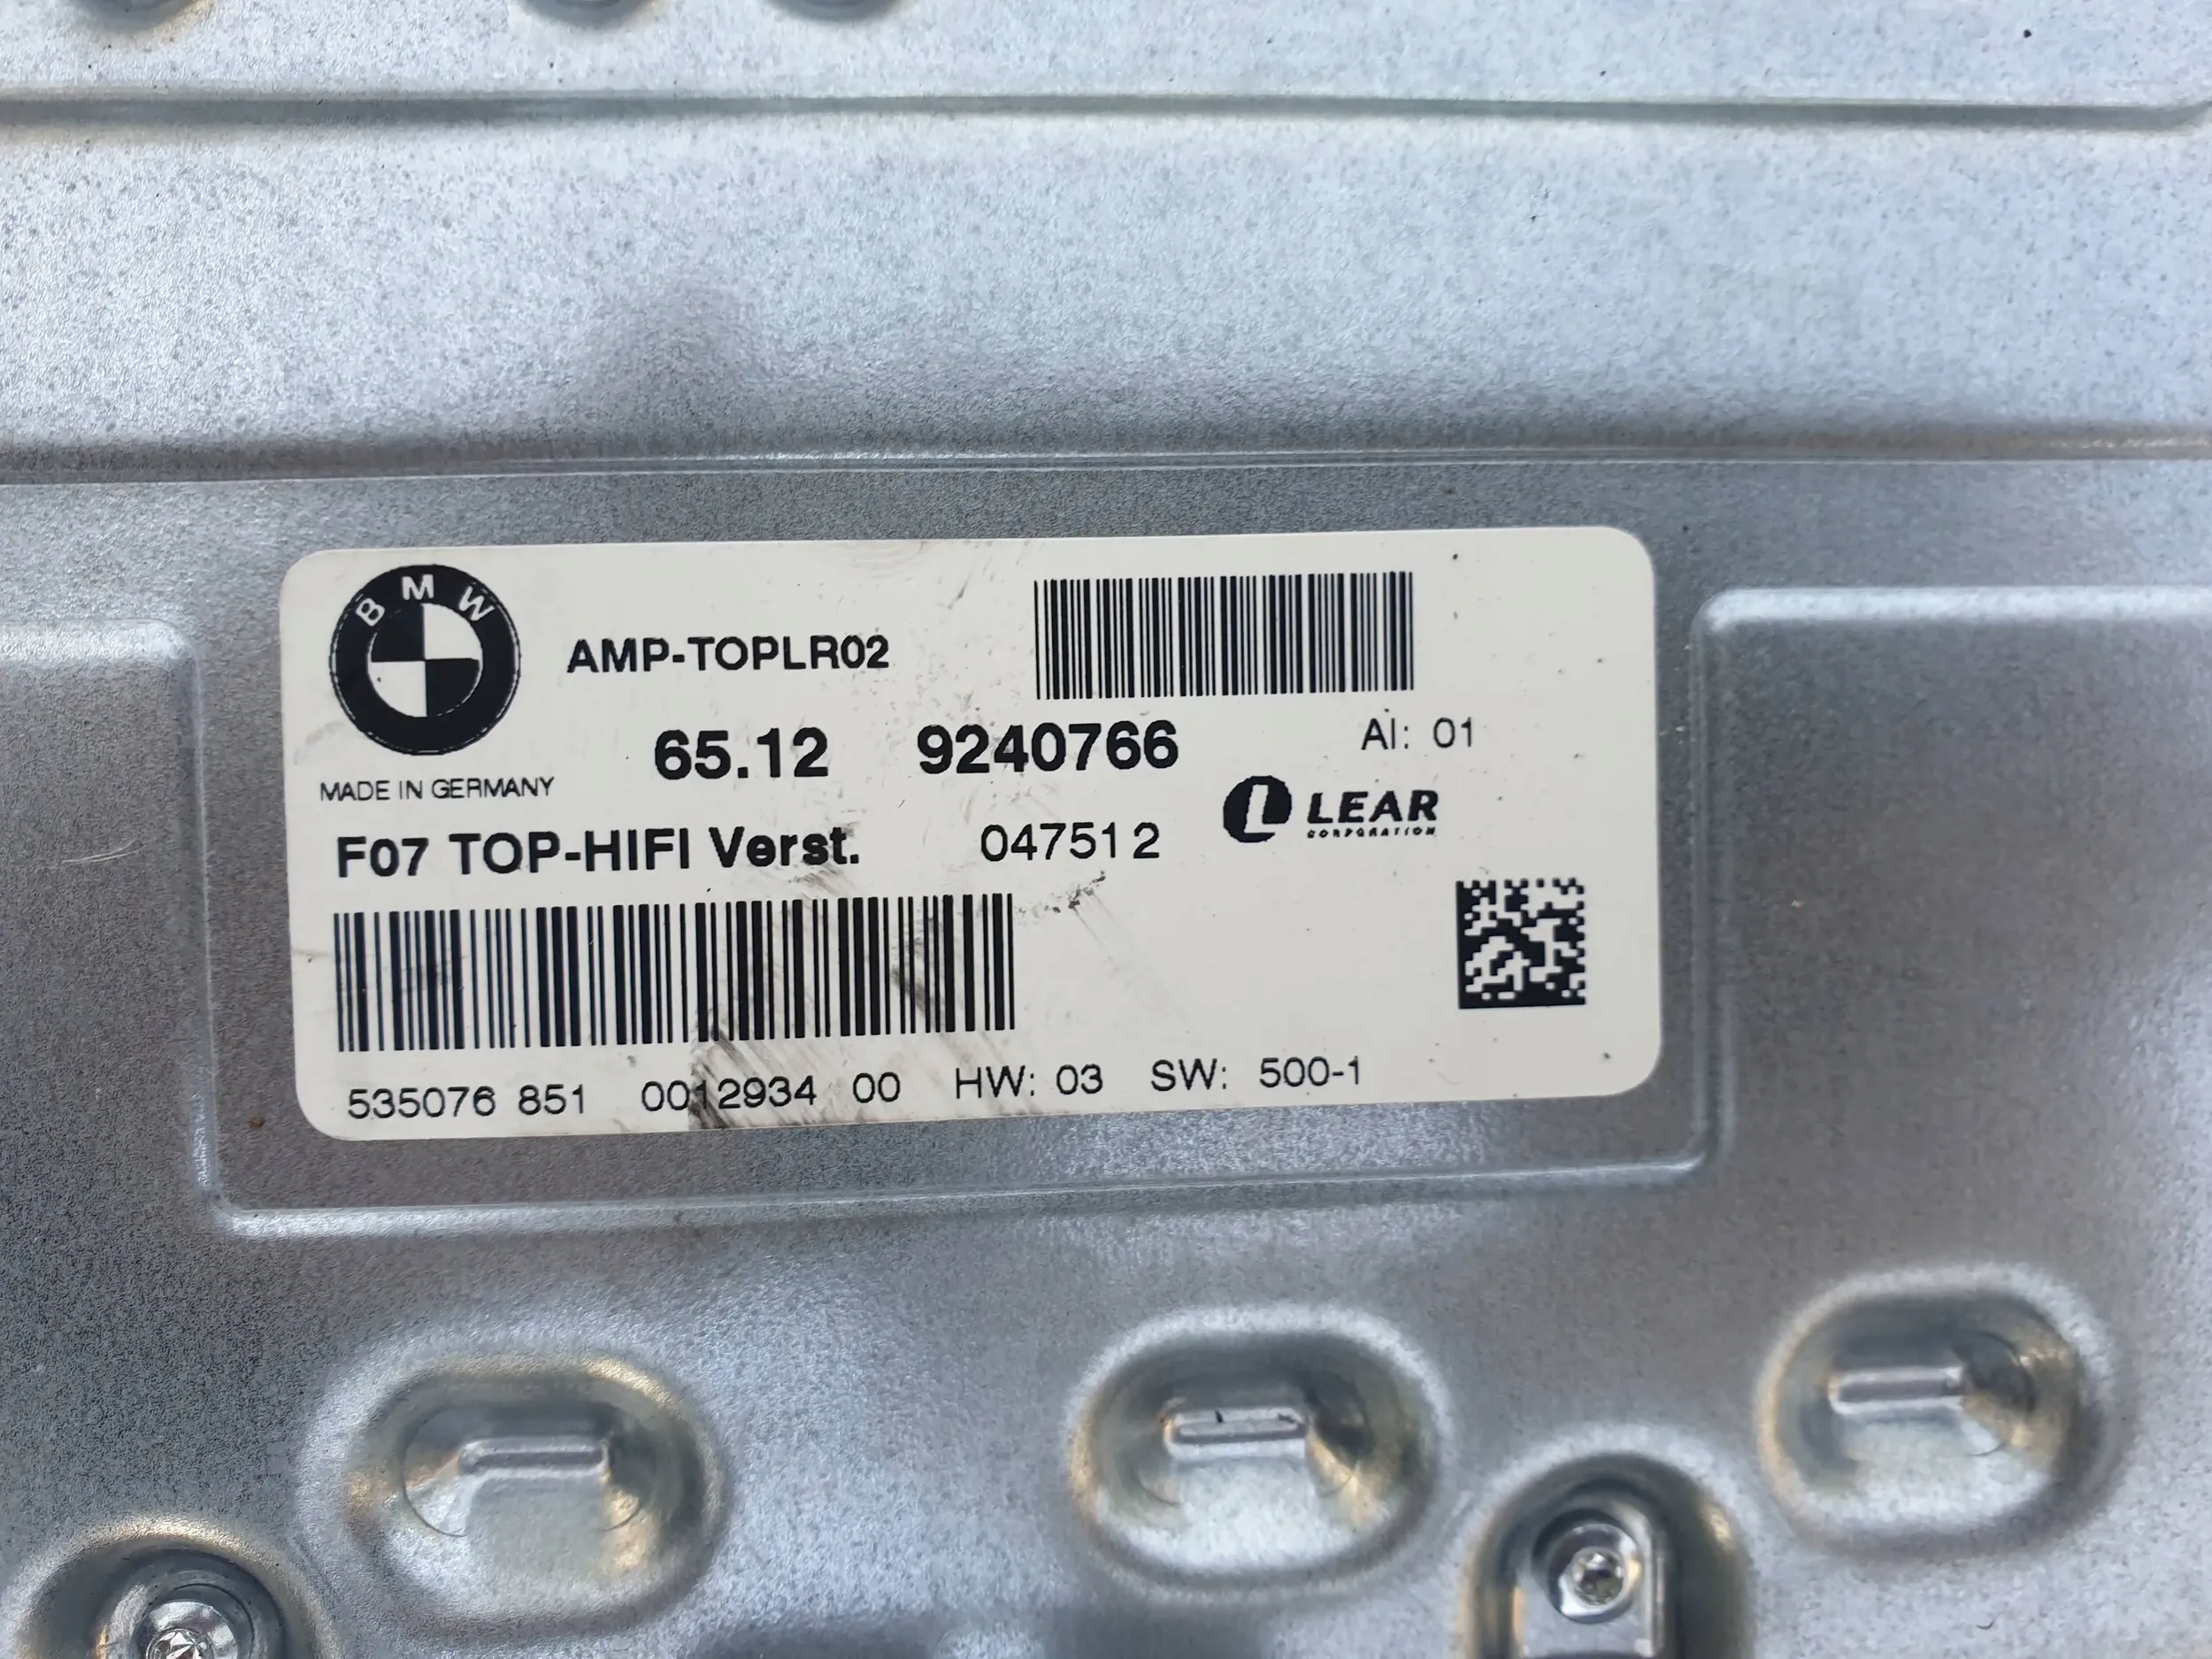 BMW
AMP-TOPLR02
65.12 9240766
AI: 01
MADE IN GERMANY
LEAR
CORPORATION
F07 TOP-HIFI Verst. 047512
535076 851 0012934 00 HW: 03 SW: 500-1